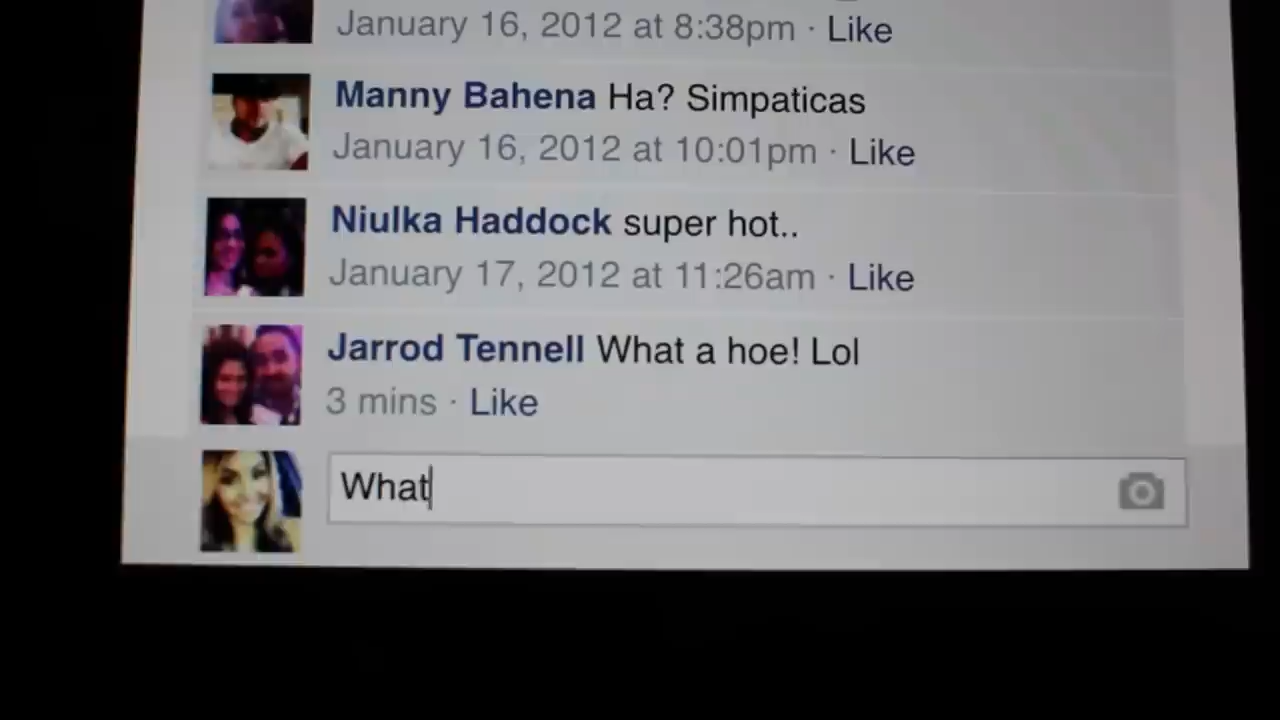 January 16, 2012 at 8:38pm · Like
Manny Bahena Ha? Simpaticas
January 16, 2012 at 10:01pm · Like
Niulka Haddock super hot..
January 17, 2012 at 11:26am · Like
Jarrod Tennell What a hoe! Lol
3 mins · Like
What